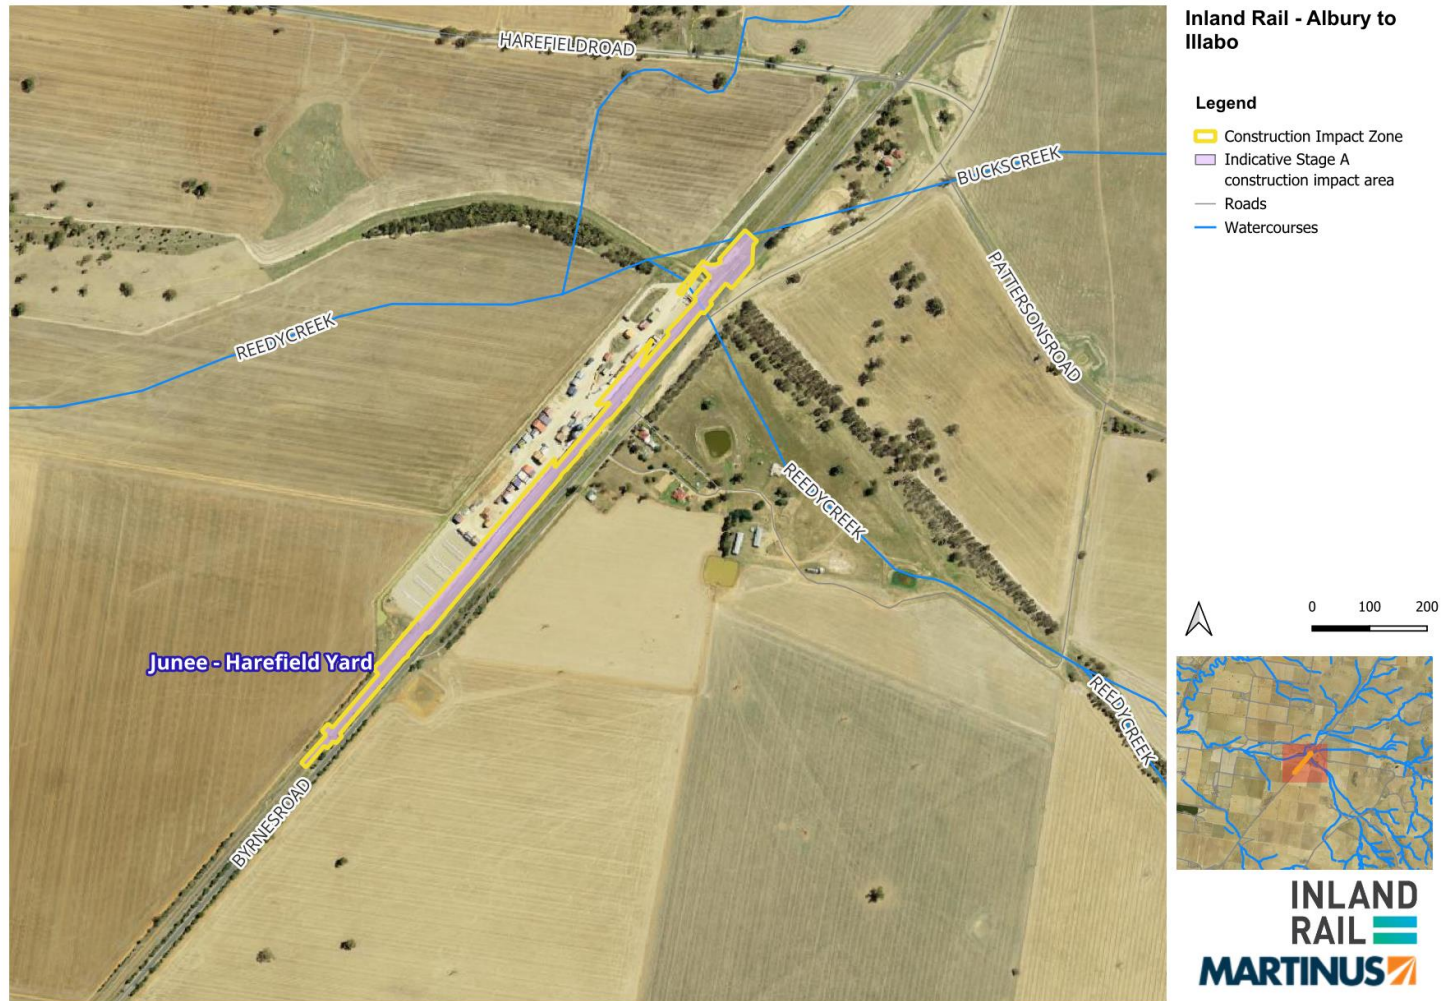 Inland Rail - Albury to
Illabo
Legend
Construction Impact Zone
Indicative Stage A
construction impact area
Roads
Watercourses
HAREFIELDROAD
BUCKSCREEK
PATTERSONSROAD
REEDYCREEK
REEDYCREEK
Junee - Harefield Yard
REEDYCREEK
BYRNESROAD
0 100 200
INLAND
RAIL
MARTINUS